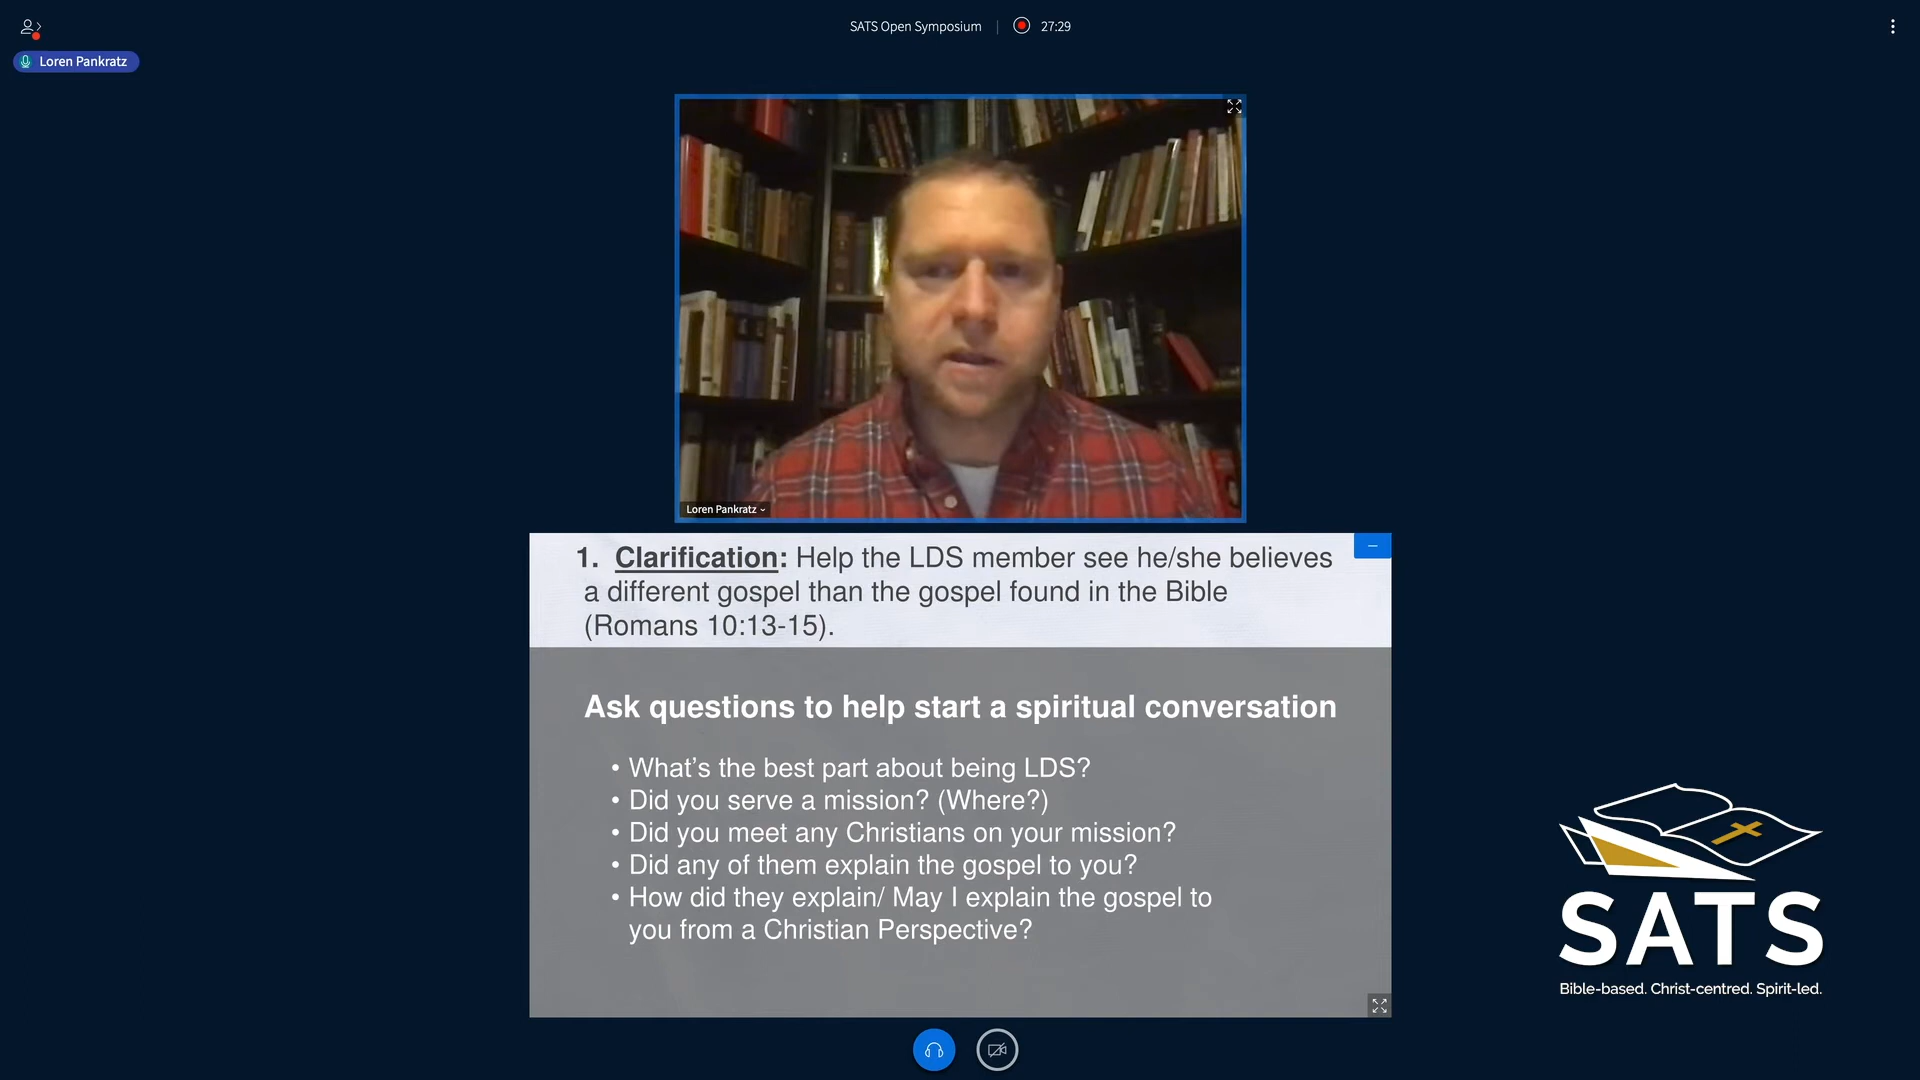 SATS Open Symposium
27:29
Loren Pankratz
Loren Pankratz
1. Clarification: Help the LDS member see he/she believes
a different gospel than the gospel found in the Bible
(Romans 10:13-15).
Ask questions to help start a spiritual conversation
• What’s the best part about being LDS?
• Did you serve a mission? (Where?)
• Did you meet any Christians on your mission?
• Did any of them explain the gospel to you?
• How did they explain/ May I explain the gospel to
you from a Christian Perspective?
SATS
Bible-based. Christ-centred. Spirit-led.